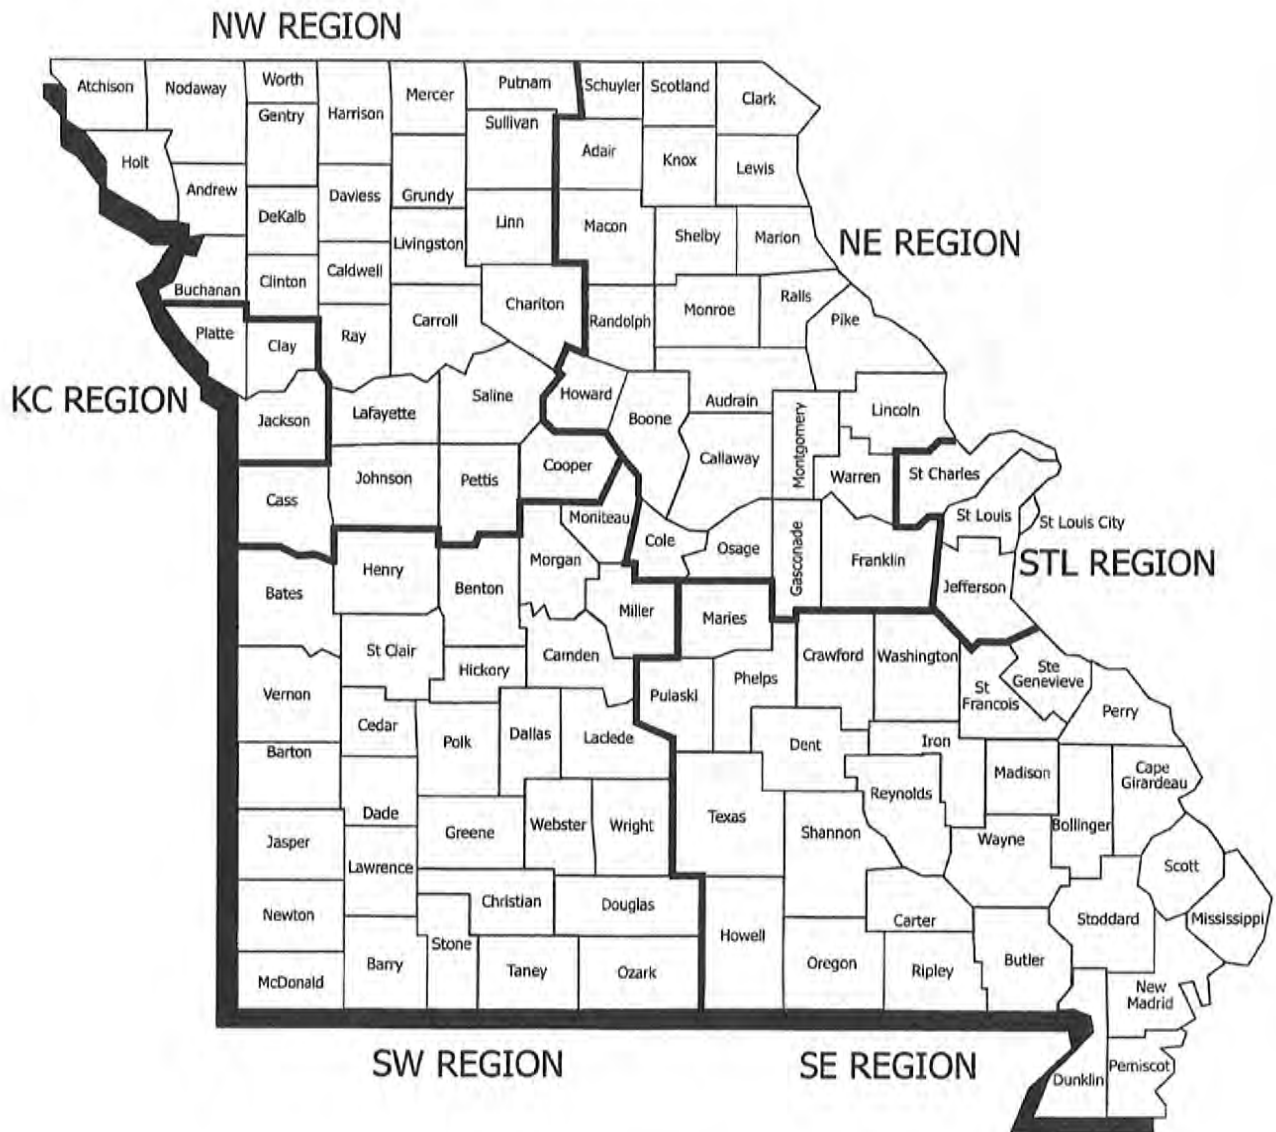 NW REGION
Atchison
Nodaway
Worth
Gentry
Harrison
Mercer
Putnam
Sullivan
Schuyler
Scotland
Clark
Holt
Andrew
DeKalb
Daviess
Grundy
Linn
Adair
Knox
Lewis
Macon
Shelby
Marion
NE REGION
Livingston
Buchanan
Clinton
Caldwell
Chariton
Randolph
Monroe
Ralls
Pike
Platte
Clay
Ray
Carroll
KC REGION
Jackson
Lafayette
Saline
Howard
Boone
Audrain
Montgomery
Lincoln
Cass
Johnson
Pettis
Cooper
Callaway
Warren
St Charles
Moniteau
Cole
Osage
Gasconade
Franklin
St Louis
St Louis City
STL REGION
Jefferson
Bates
Henry
Benton
Morgan
Miller
Maries
St Clair
Hickory
Camden
Crawford
Washington
Ste
Genevieve
St
Francois
Perry
Vernon
Cedar
Polk
Dallas
Laclede
Pulaski
Phelps
Dent
Iron
Madison
Cape
Girardeau
Barton
Dade
Greene
Webster
Wright
Texas
Shannon
Reynolds
Wayne
Bollinger
Jasper
Lawrence
Scott
Newton
Christian
Douglas
Howell
Carter
Stoddard
Mississippi
McDonald
Barry
Stone
Taney
Ozark
Oregon
Ripley
Butler
New
Madrid
SW REGION
SE REGION
Dunklin
Pemiscot